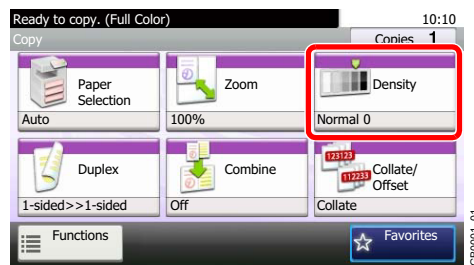 Ready to copy. (Full Color) 10:10
Copy Copies 1
Paper Selection
Auto
Zoom
100%
Density
Normal 0
Duplex
1-sided>>1-sided
Combine
Off
123123
112233
Collate/
Offset
Collate
Functions
Favorites